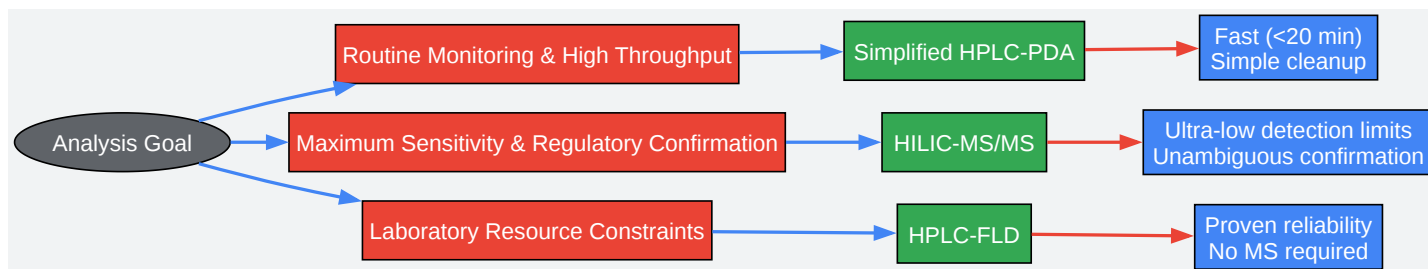 Analysis Goal
Routine Monitoring & High Throughput
Simplified HPLC-PDA
Fast (<20 min)
Simple cleanup
Maximum Sensitivity & Regulatory Confirmation
HILIC-MS/MS
Ultra-low detection limits
Unambiguous confirmation
Laboratory Resource Constraints
HPLC-FLD
Proven reliability
No MS required